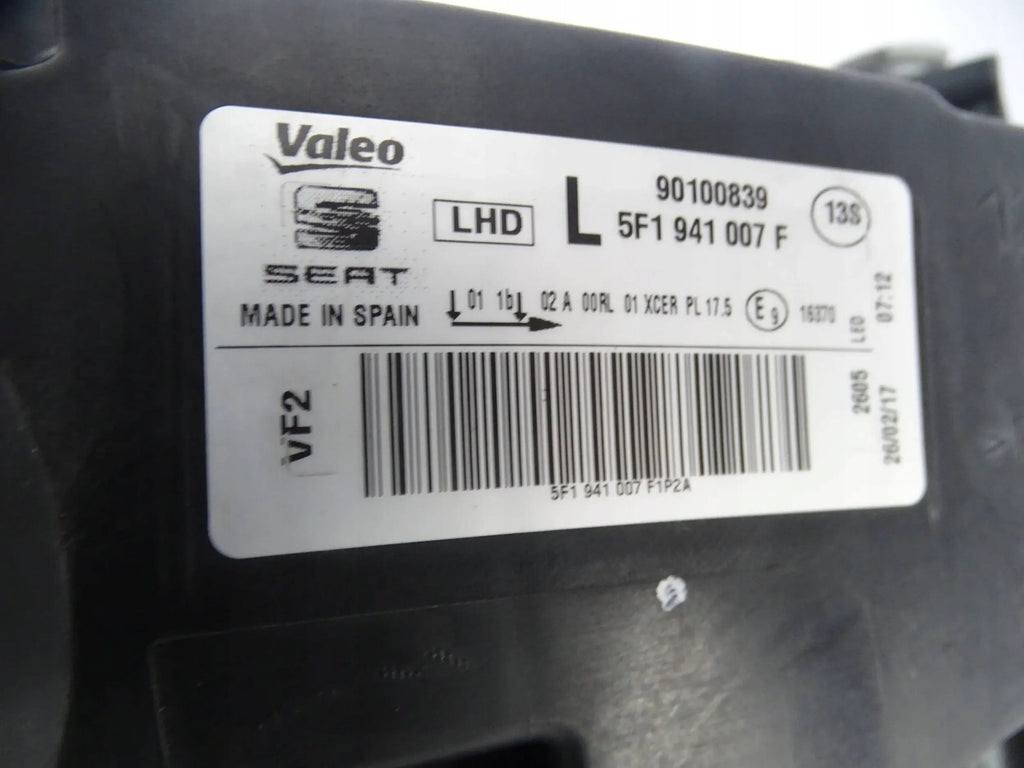 Valeo
SEAT
MADE IN SPAIN
LHD
L
90100839
5F1 941 007 F
13S
01 1b 02 A 00RL 01 XCER PL 17.5
E9
16370
LED 07:12
2605 26/02/17
VF2
5F1 941 007 F1P2A